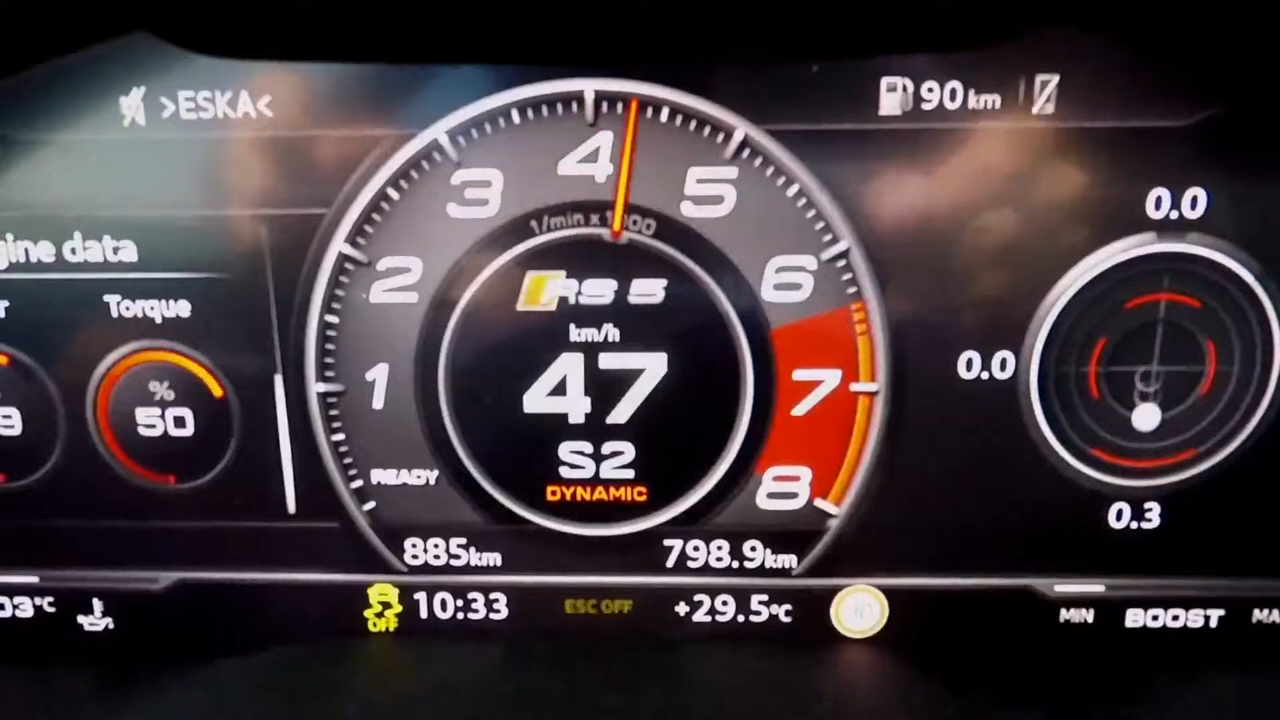 >ESKA<
90 km
gine data
Torque
%
50
1
2
3
4
5
6
7
8
1/min x
RS 5
km/h
47
S2
DYNAMIC
READY
0.0
0.0
0.3
885km
798.9km
03°C
OFF
10:33
ESC OFF
+29.5°C
MIN
BOOST
MA